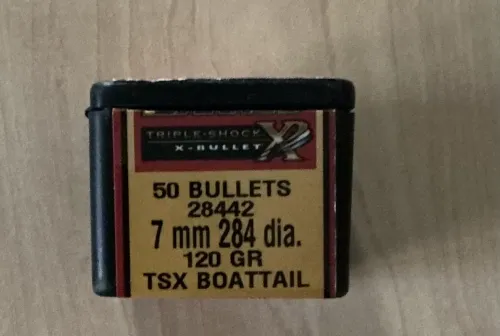 TRIPLE-SHOCK
X-BULLET X
50 BULLETS
28442
7 mm 284 dia.
120 GR
TSX BOATTAIL